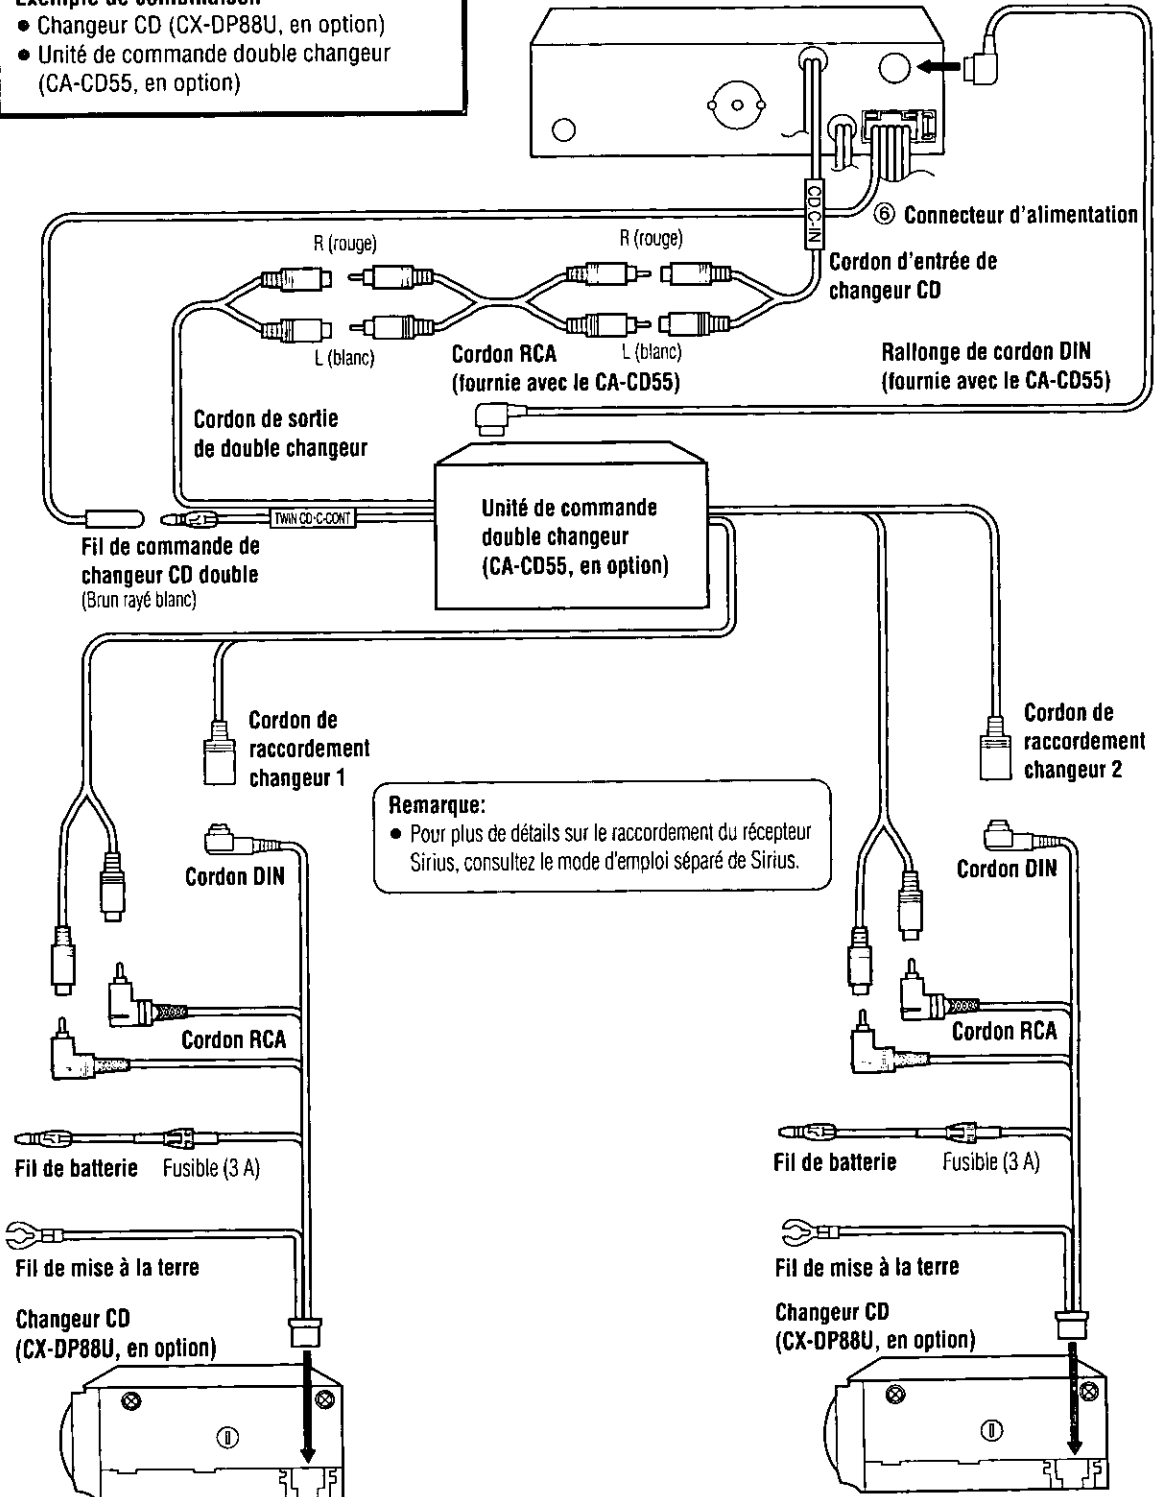 Exemple de combinaison
● Changeur CD (CX-DP88U, en option)
● Unité de commande double changeur
(CA-CD55, en option)
CD·C-IN
⑥ Connecteur d'alimentation
R (rouge)
R (rouge)
Cordon d'entrée de
changeur CD
L (blanc)
Cordon RCA
(fournie avec le CA-CD55)
L (blanc)
Rallonge de cordon DIN
(fournie avec le CA-CD55)
Cordon de sortie
de double changeur
TWIN CD·C-CONT
Unité de commande
double changeur
(CA-CD55, en option)
Fil de commande de
changeur CD double
(Brun rayé blanc)
Cordon de
raccordement
changeur 1
Cordon de
raccordement
changeur 2
Remarque:
● Pour plus de détails sur le raccordement du récepteur
Sirius, consultez le mode d'emploi séparé de Sirius.
Cordon DIN
Cordon DIN
Cordon RCA
Cordon RCA
Fil de batterie
Fusible (3 A)
Fil de batterie
Fusible (3 A)
Fil de mise à la terre
Fil de mise à la terre
Changeur CD
(CX-DP88U, en option)
Changeur CD
(CX-DP88U, en option)